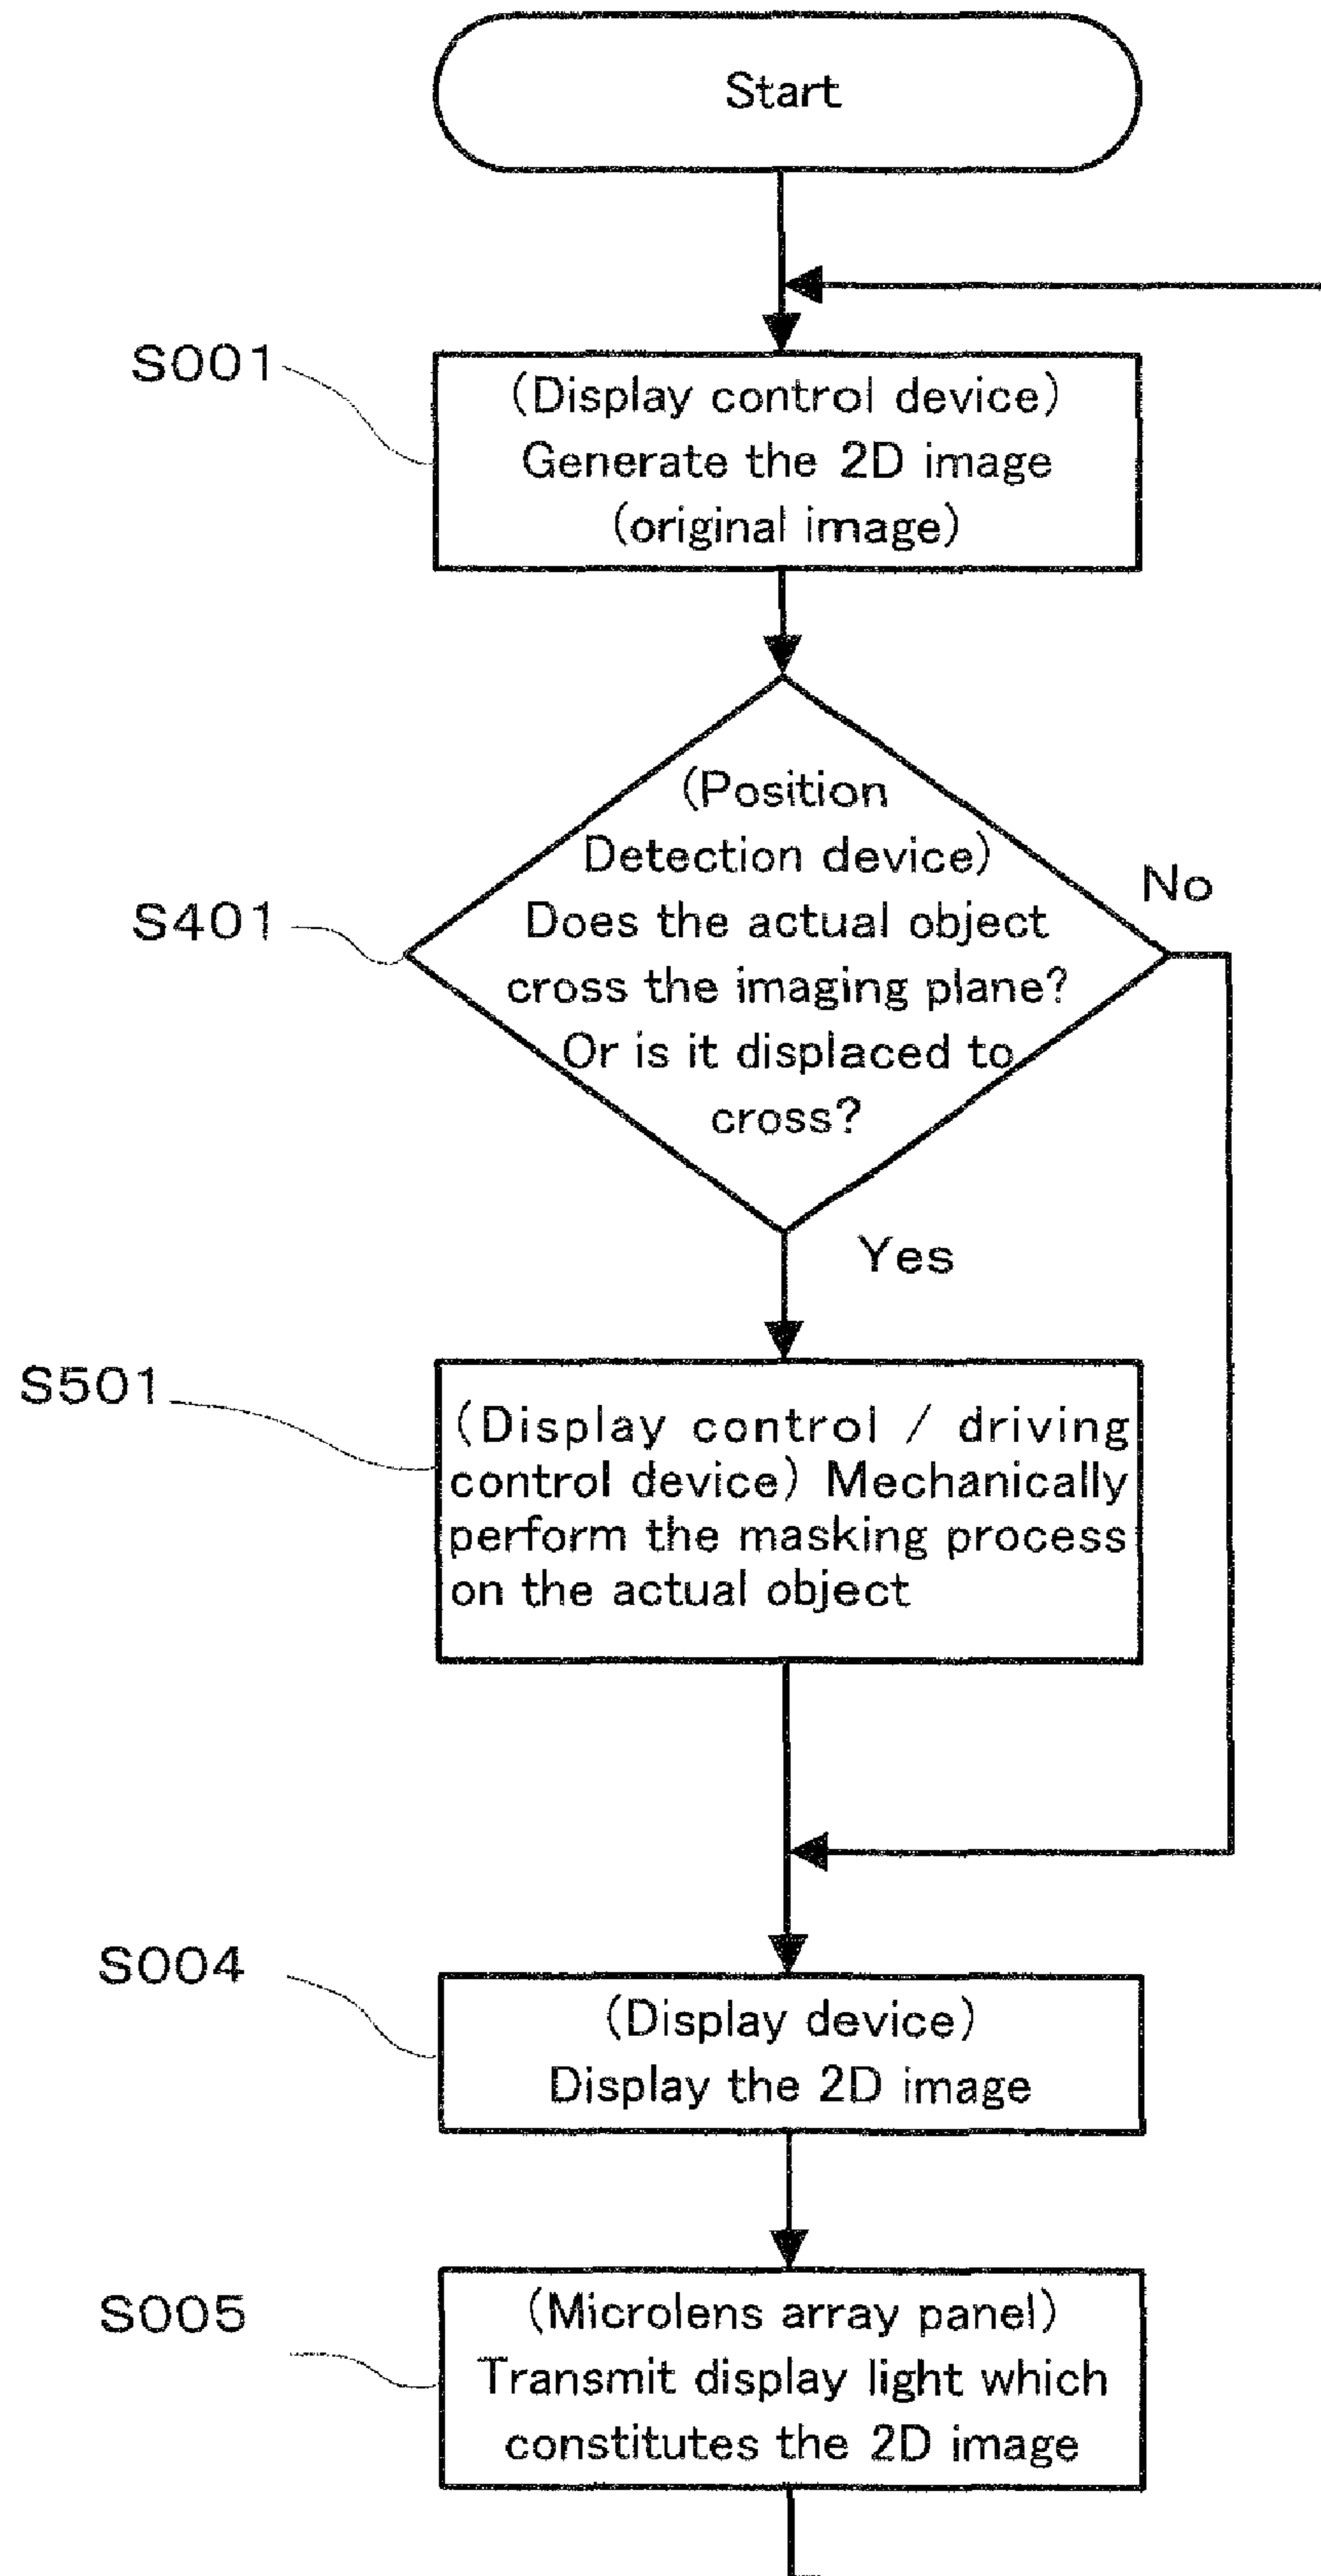 Start
S001
(Display control device)
Generate the 2D image
(original image)
S401
(Position
Detection device)
Does the actual object
cross the imaging plane?
Or is it displaced to
cross?
No
Yes
S501
(Display control / driving
control device) Mechanically
perform the masking process
on the actual object
S004
(Display device)
Display the 2D image
S005
(Microlens array panel)
Transmit display light which
constitutes the 2D image